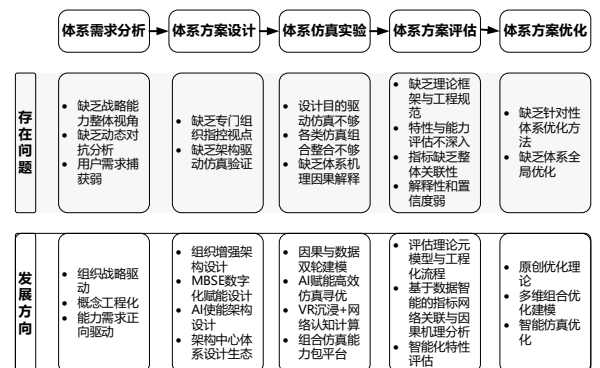 体系需求分析
体系方案设计
体系仿真实验
体系方案评估
体系方案优化
存在问题
• 缺乏战略能
力整体视角
• 缺乏动态对
抗分析
• 用户需求捕
获弱
• 缺乏专门组
织指控视点
• 缺乏架构驱
动仿真验证
• 设计目的驱
动仿真不够
• 各类仿真组
合整合不够
• 缺乏体系机
理因果解释
• 缺乏理论框
架与工程规
范
• 特性与能力
评估不深入
• 指标缺乏整
体关联性
• 解释性和置
信度弱
• 缺乏针对性
体系优化方
法
• 缺乏体系全
局优化
发展方向
• 组织战略驱
动
• 概念工程化
• 能力需求正
向驱动
• 组织增强架
构设计
• MBSE数字
化赋能设计
• AI使能架构
设计
• 架构中心体
系设计生态
• 因果与数据
双轮建模
• AI赋能高效
仿真寻优
• VR沉浸+网
络认知计算
• 组合仿真能
力包平台
• 评估理论元
模型与工程
化流程
• 基于数据智
能的指标网
络关联与因
果机理分析
• 智能化特性
评估
• 原创优化理
论
• 多维组合优
化建模
• 智能仿真优
化